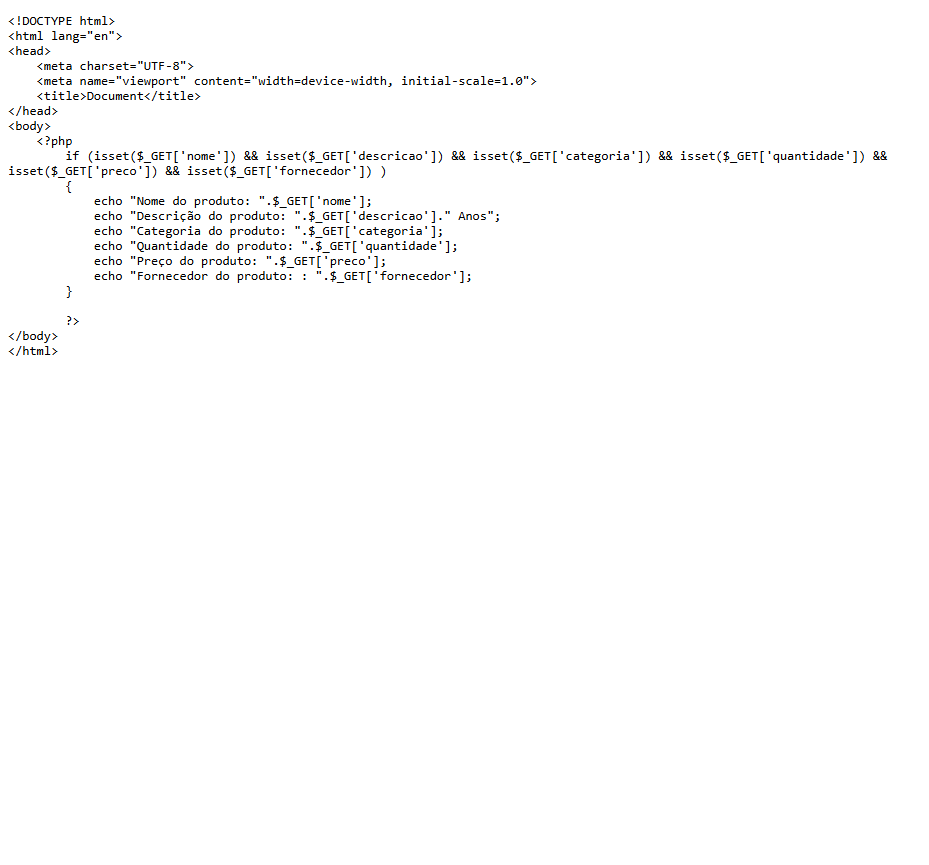 <!DOCTYPE html>
<html lang="en">
<head>
    <meta charset="UTF-8">
    <meta name="viewport" content="width=device-width, initial-scale=1.0">
    <title>Document</title>
</head>
<body>
    <?php
        if (isset($_GET['nome']) && isset($_GET['descricao']) && isset($_GET['categoria']) && isset($_GET['quantidade']) &&
isset($_GET['preco']) && isset($_GET['fornecedor']) )
        {
            echo "Nome do produto: ".$_GET['nome'];
            echo "Descrição do produto: ".$_GET['descricao']." Anos";
            echo "Categoria do produto: ".$_GET['categoria'];
            echo "Quantidade do produto: ".$_GET['quantidade'];
            echo "Preço do produto: ".$_GET['preco'];
            echo "Fornecedor do produto: : ".$_GET['fornecedor'];
        }

        ?>
</body>
</html>